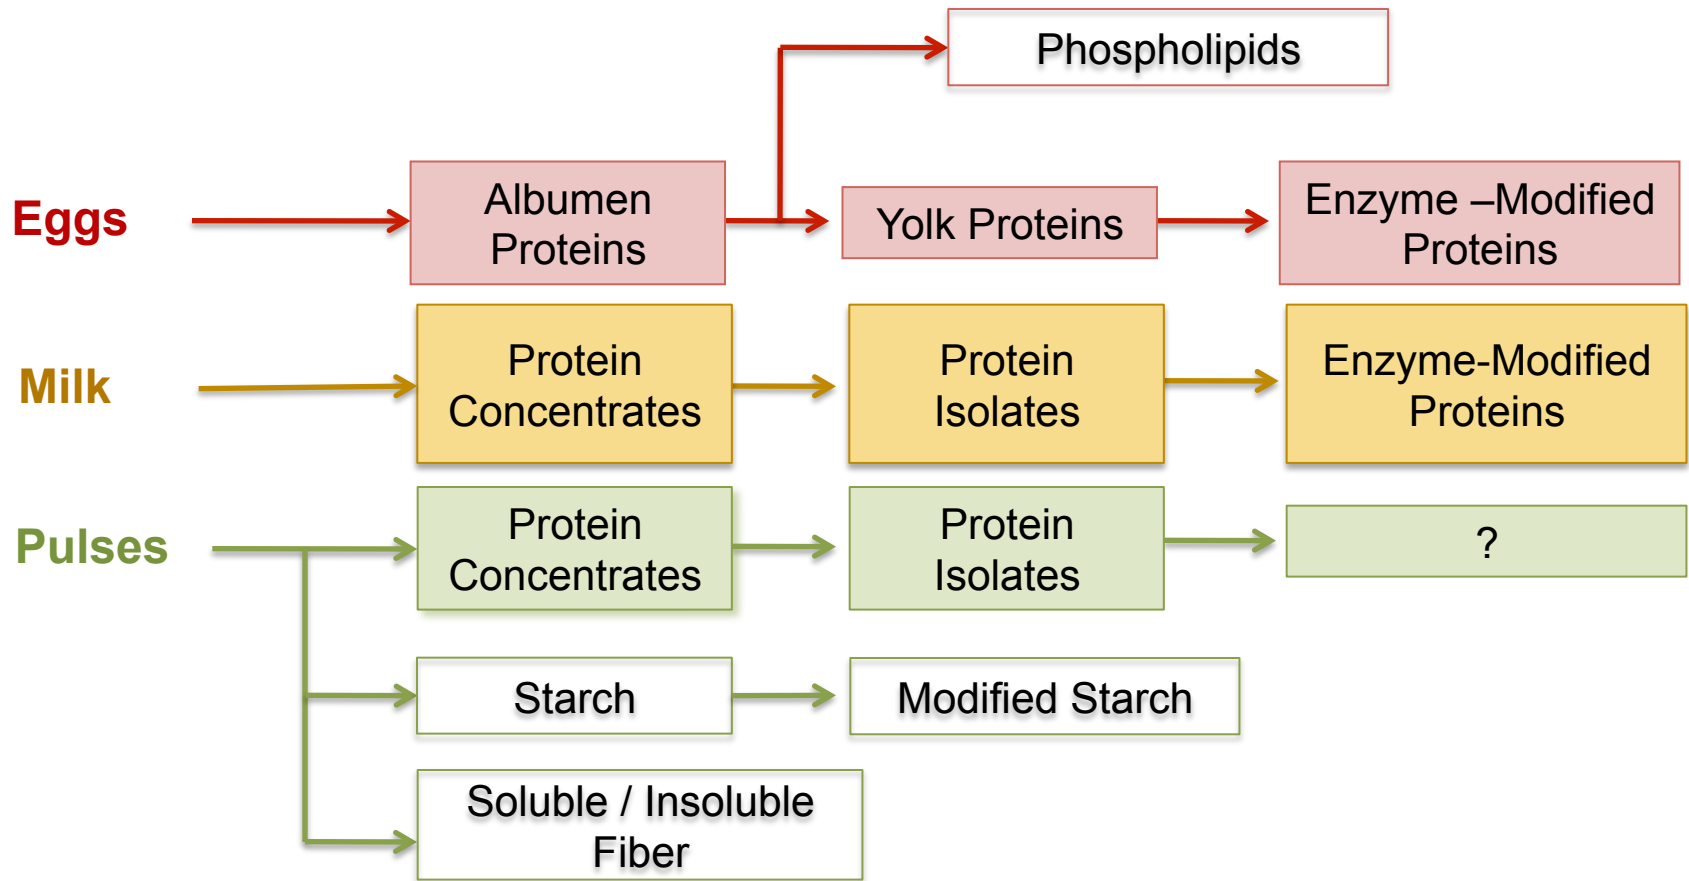 Phospholipids
Eggs
Albumen
Proteins
Yolk Proteins
Enzyme –Modified
Proteins
Milk
Protein
Concentrates
Protein
Isolates
Enzyme-Modified
Proteins
Pulses
Protein
Concentrates
Protein
Isolates
?
Starch
Modified Starch
Soluble / Insoluble
Fiber